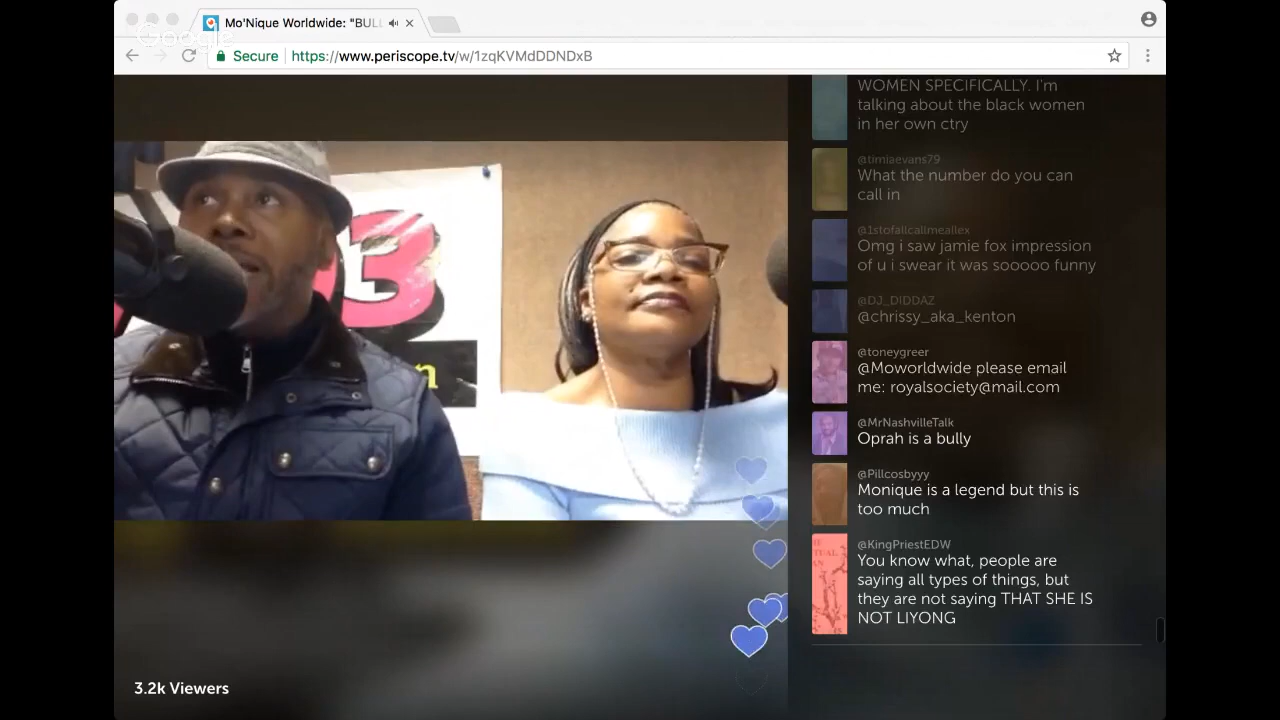 Mo'Nique Worldwide: "BULL
Google
Secure
https://www.periscope.tv/w/1zqKVMdDDNDxB
WOMEN SPECIFICALLY. I'm
talking about the black women
in her own ctry
@timiaevans79
What the number do you can
call in
@1stofallcallmeallex
Omg i saw jamie fox impression
of u i swear it was sooooo funny
@DJ_DIDDAZ
@chrissy_aka_kenton
@toneygreer
@Moworldwide please email
me: royalsociety@mail.com
@MrNashvilleTalk
Oprah is a bully
@Pillcosbyyy
Monique is a legend but this is
too much
@KingPriestEDW
You know what, people are
saying all types of things, but
they are not saying THAT SHE IS
NOT LIYONG
3
n
3.2k Viewers